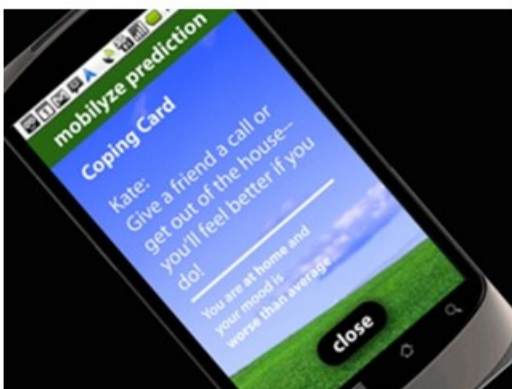 mobilyze prediction
Coping Card
Kate:
Give a friend a call or
get out of the house--
you'll feel better if you
do!
You are at home and
your mood is
worse than average
close